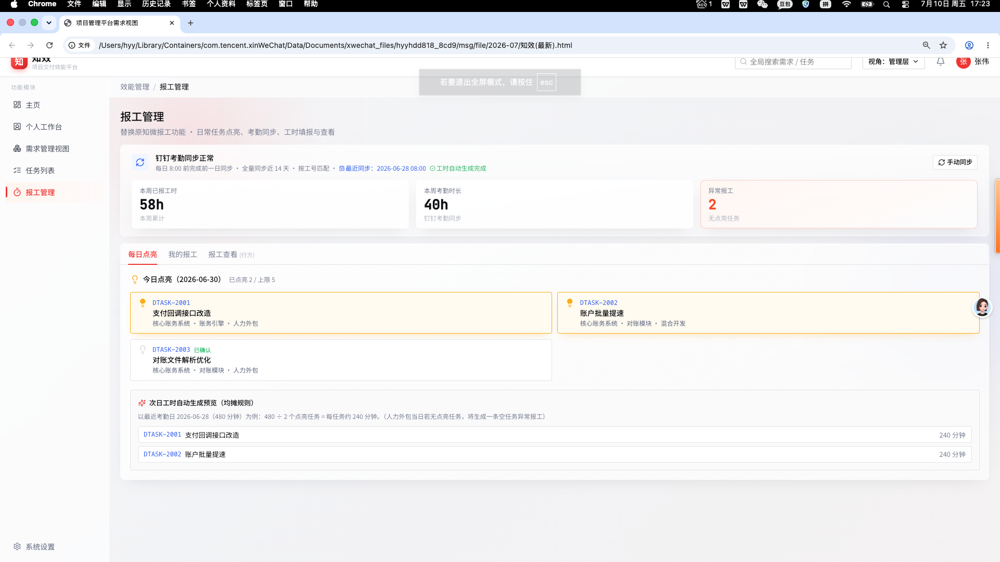 Chrome 文件 编辑 显示 历史记录 书签 个人资料 标签页 窗口 帮助 1 豆包 拼 7月10日 周五 17:23
项目管理平台需求视图
文件 /Users/hyy/Library/Containers/com.tencent.xinWeChat/Data/Documents/xwechat_files/hyyhdd818_8cd9/msg/file/2026-07/知效(最新).html
知 知效
项目交付效能平台
全局搜索需求 / 任务
视角：管理层
张 张伟
若要退出全屏模式，请按住 esc
功能模块
主页
个人工作台
需求管理视图
任务列表
报工管理
系统设置
效能管理 / 报工管理
报工管理
替换原知微报工功能 · 日常任务点亮、考勤同步、工时填报与查看
钉钉考勤同步正常
每日 8:00 前完成前一日同步 · 全量同步近 14 天 · 按工号匹配 · 最近同步：2026-06-28 08:00 工时自动生成完成
手动同步
本周已报工时
58h
本周累计
本周考勤时长
40h
钉钉考勤同步
异常报工
2
无点亮任务
每日点亮 我的报工 报工查看 (行方)
今日点亮（2026-06-30） 已点亮 2 / 上限 5
DTASK-2001
支付回调接口改造
核心账务系统 · 账务引擎 · 人力外包
DTASK-2002
账户批量提速
核心账务系统 · 对账模块 · 混合开发
DTASK-2003 已确认
对账文件解析优化
核心账务系统 · 对账模块 · 人力外包
次日工时自动生成预览（均摊规则）
以最近考勤日 2026-06-28（480 分钟）为例：480 ÷ 2 个点亮任务 = 每任务约 240 分钟。（人力外包当日若无点亮任务，将生成一条空任务异常报工）
DTASK-2001 支付回调接口改造 240 分钟
DTASK-2002 账户批量提速 240 分钟